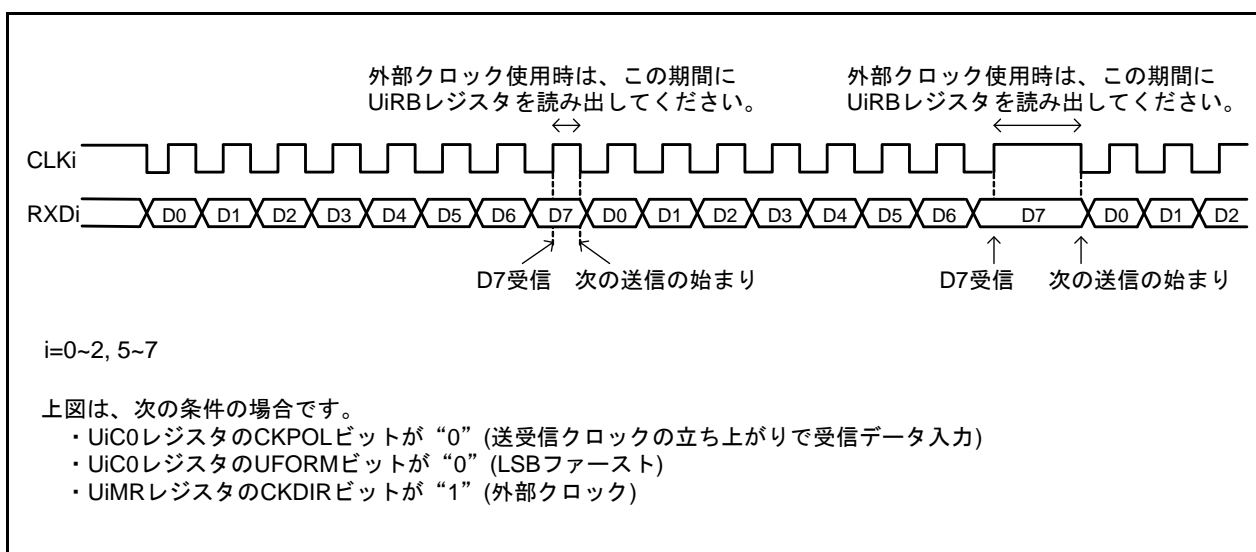 外部クロック使用時は、この期間に
UiRBレジスタを読み出してください。
外部クロック使用時は、この期間に
UiRBレジスタを読み出してください。
CLKi
RXDi D0 D1 D2 D3 D4 D5 D6 D7 D0 D1 D2 D3 D4 D5 D6 D7 D0 D1 D2
D7受信 次の送信の始まり D7受信 次の送信の始まり
i=0~2, 5~7
上図は、次の条件の場合です。
・UiC0レジスタのCKPOLビットが“0”(送受信クロックの立ち上がりで受信データ入力)
・UiC0レジスタのUFORMビットが“0”(LSBファースト)
・UiMRレジスタのCKDIRビットが“1”(外部クロック)